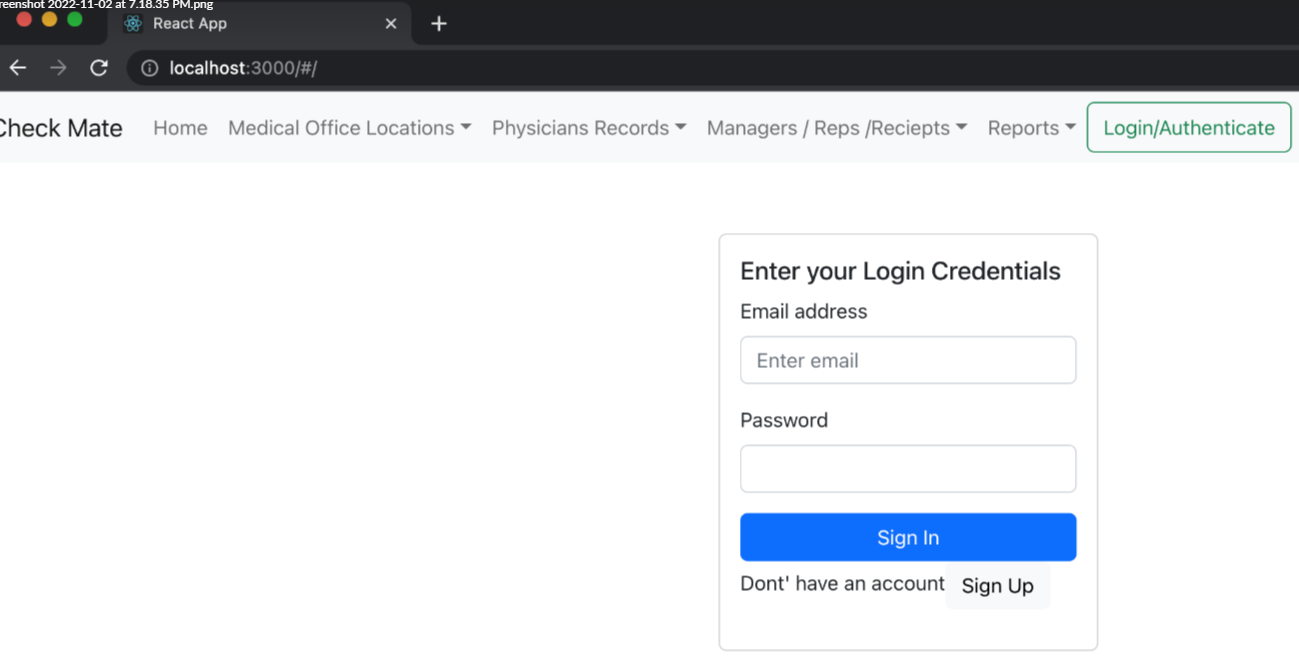 reenshot 2022-11-02 at 7.18.35 PM.png
React App
localhost:3000/#/
Check Mate Home Medical Office Locations Physicians Records Managers / Reps /Reciepts Reports Login/Authenticate
Enter your Login Credentials
Email address
Enter email
Password
Sign In
Dont' have an account Sign Up